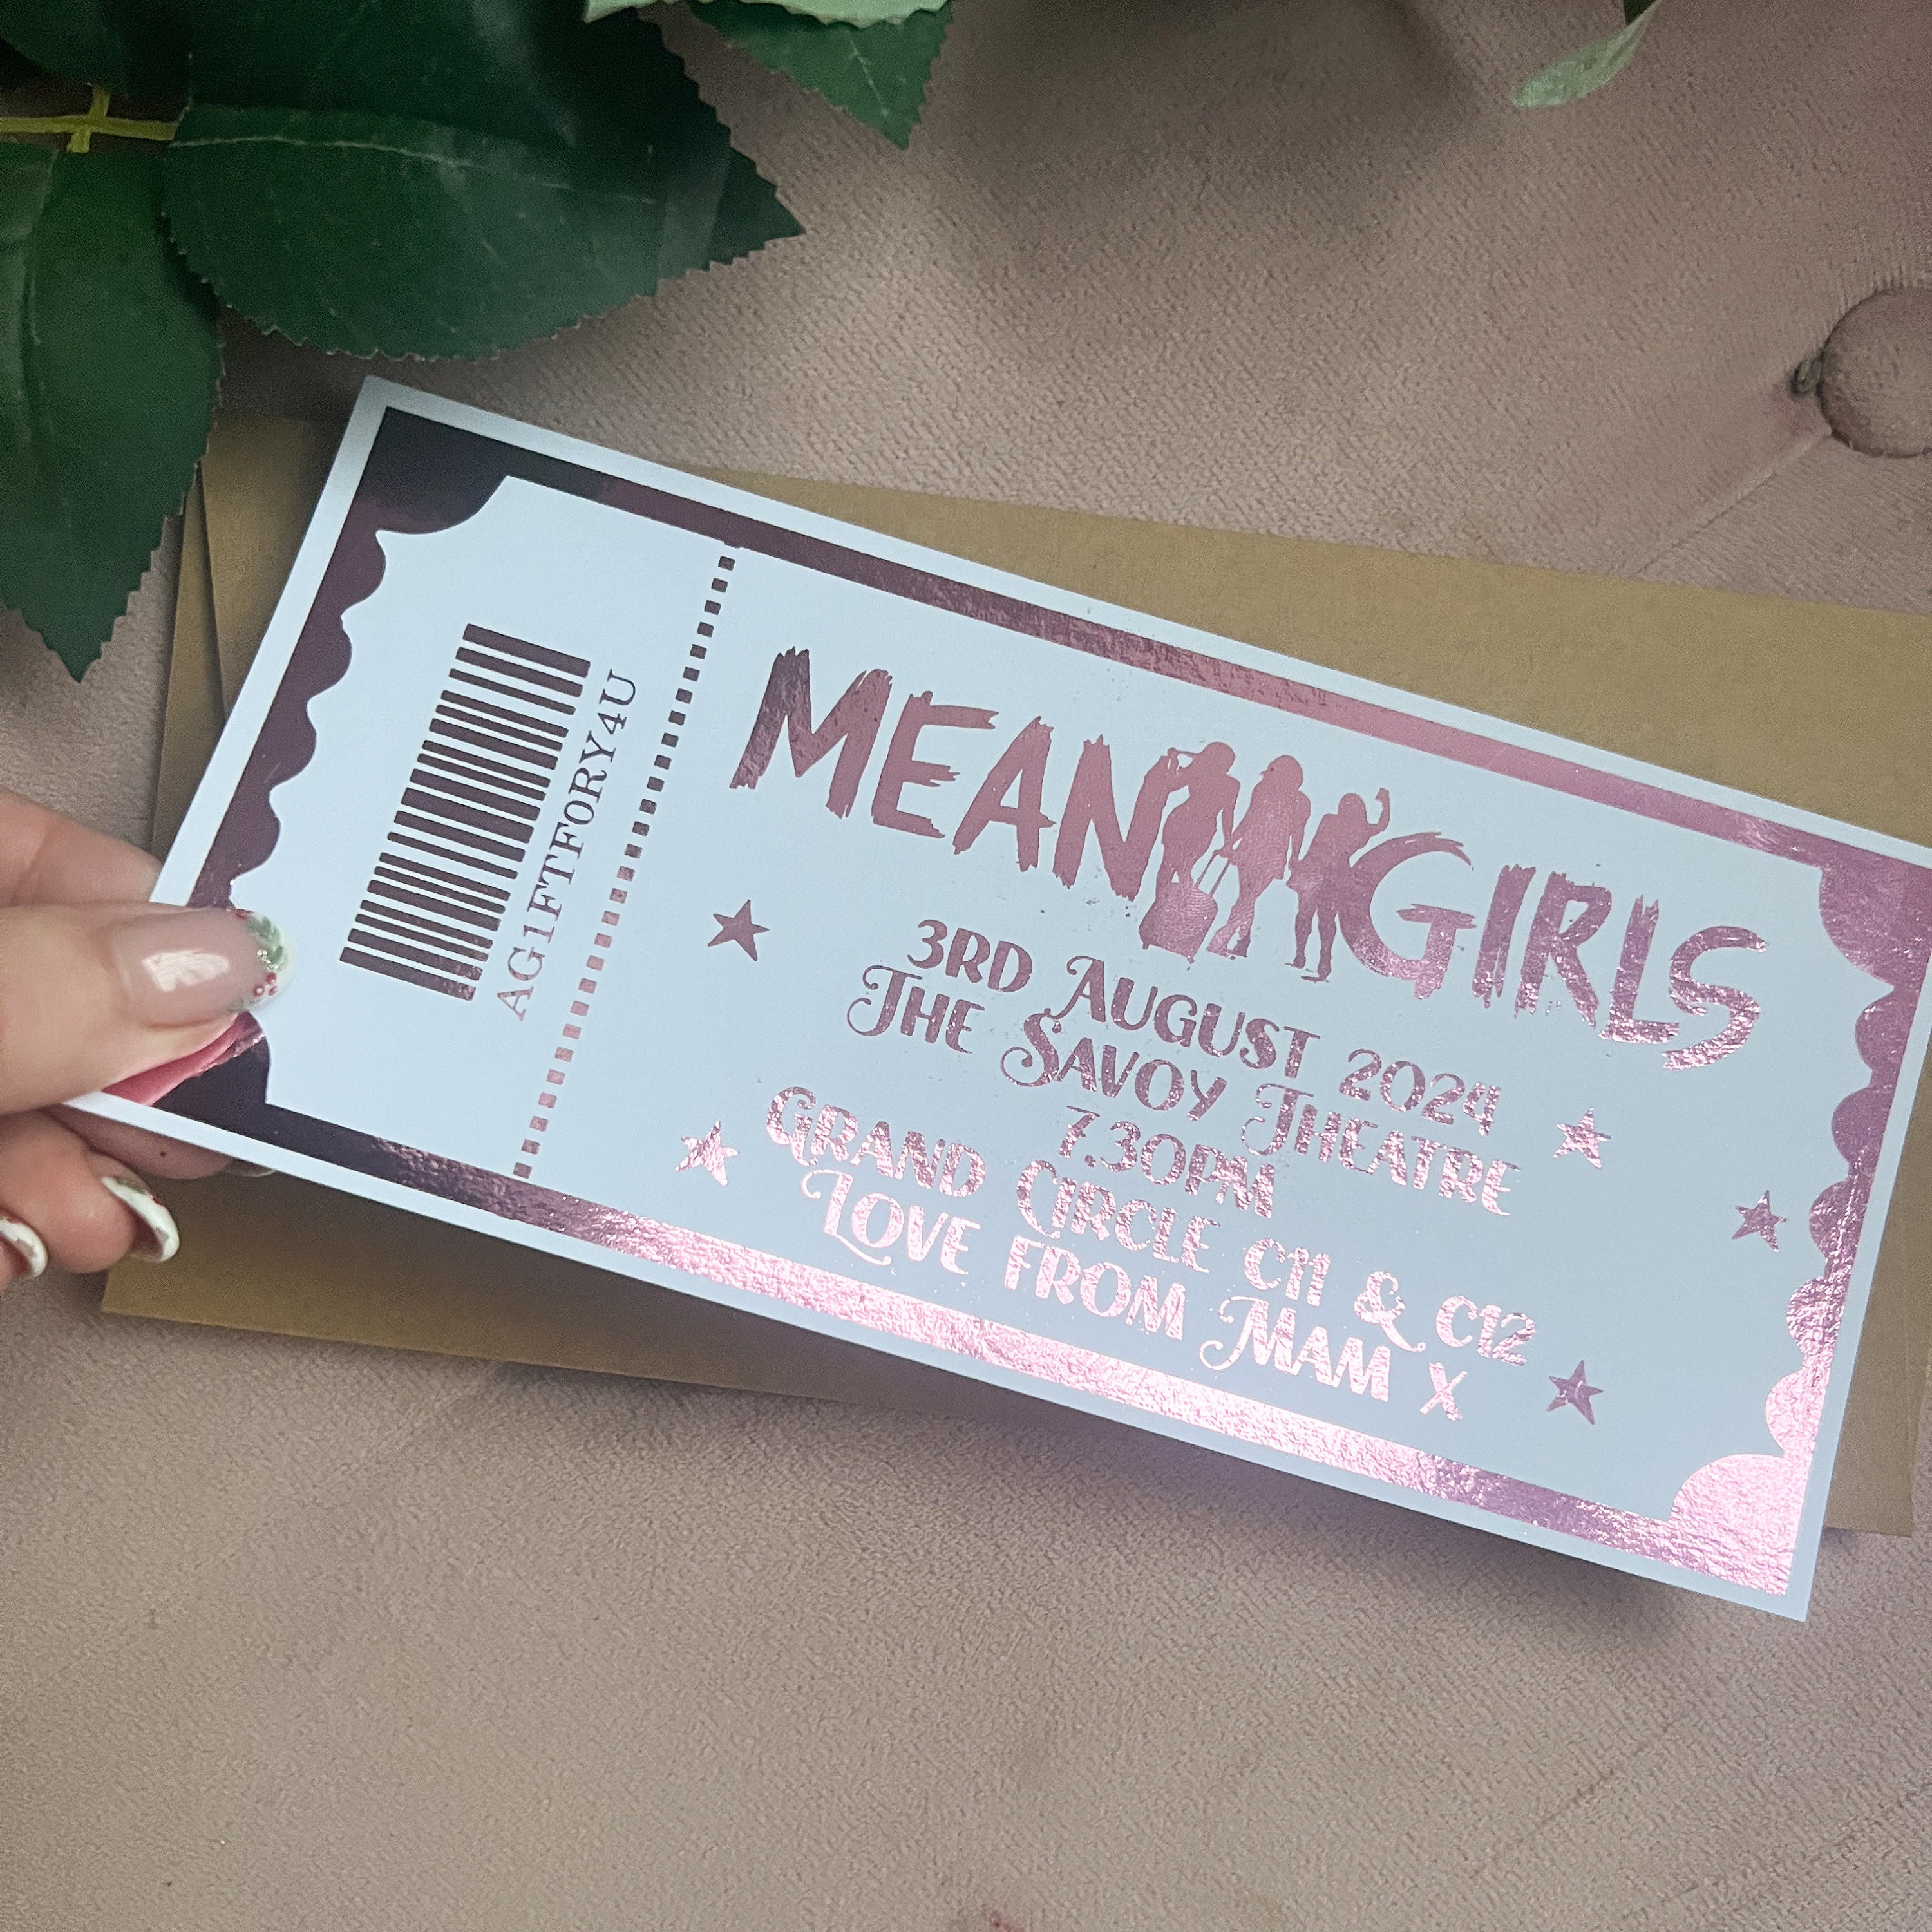 AG1FTFORY4U
MEAN GIRLS
3RD AUGUST 2024
THE SAVOY THEATRE
7.30PM
GRAND CIRCLE C11 & C12
LOVE FROM MAM X